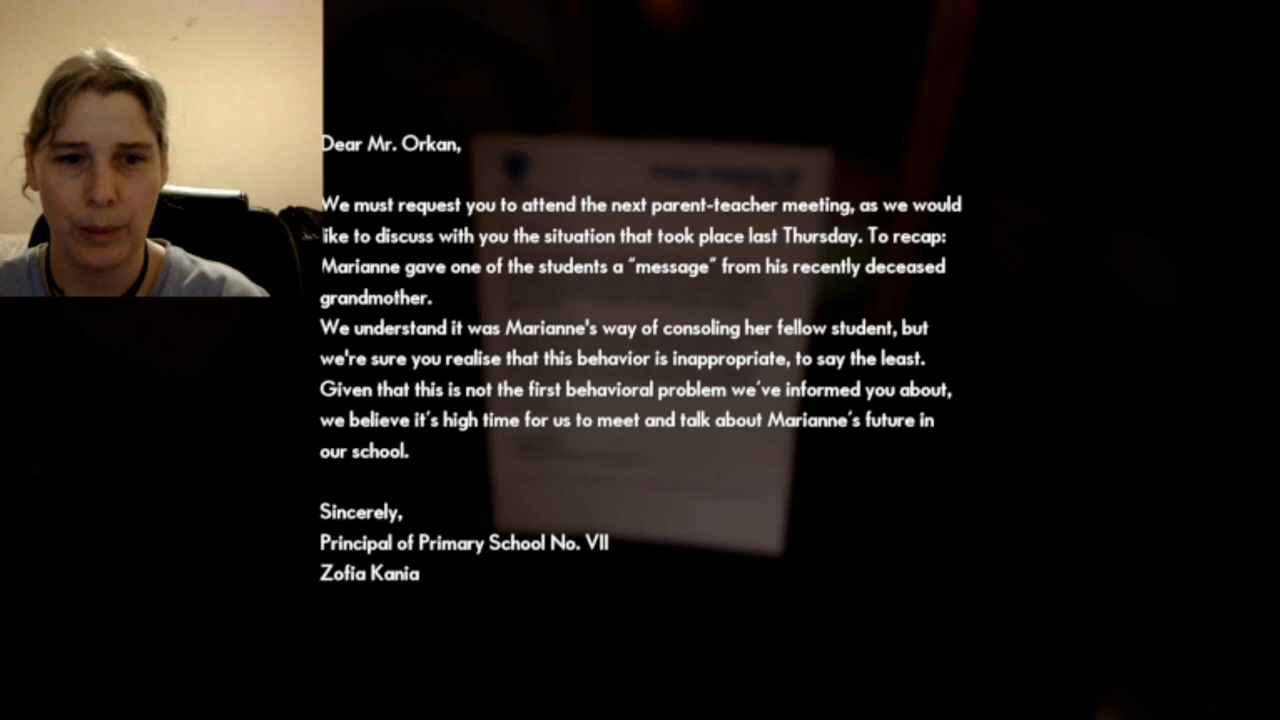 Dear Mr. Orkan,
We must request you to attend the next parent-teacher meeting, as we would
like to discuss with you the situation that took place last Thursday. To recap:
Marianne gave one of the students a "message" from his recently deceased
grandmother.
We understand it was Marianne's way of consoling her fellow student, but
we're sure you realise that this behavior is inappropriate, to say the least.
Given that this is not the first behavioral problem we've informed you about,
we believe it's high time for us to meet and talk about Marianne's future in
our school.
Sincerely,
Principal of Primary School No. VII
Zofia Kania